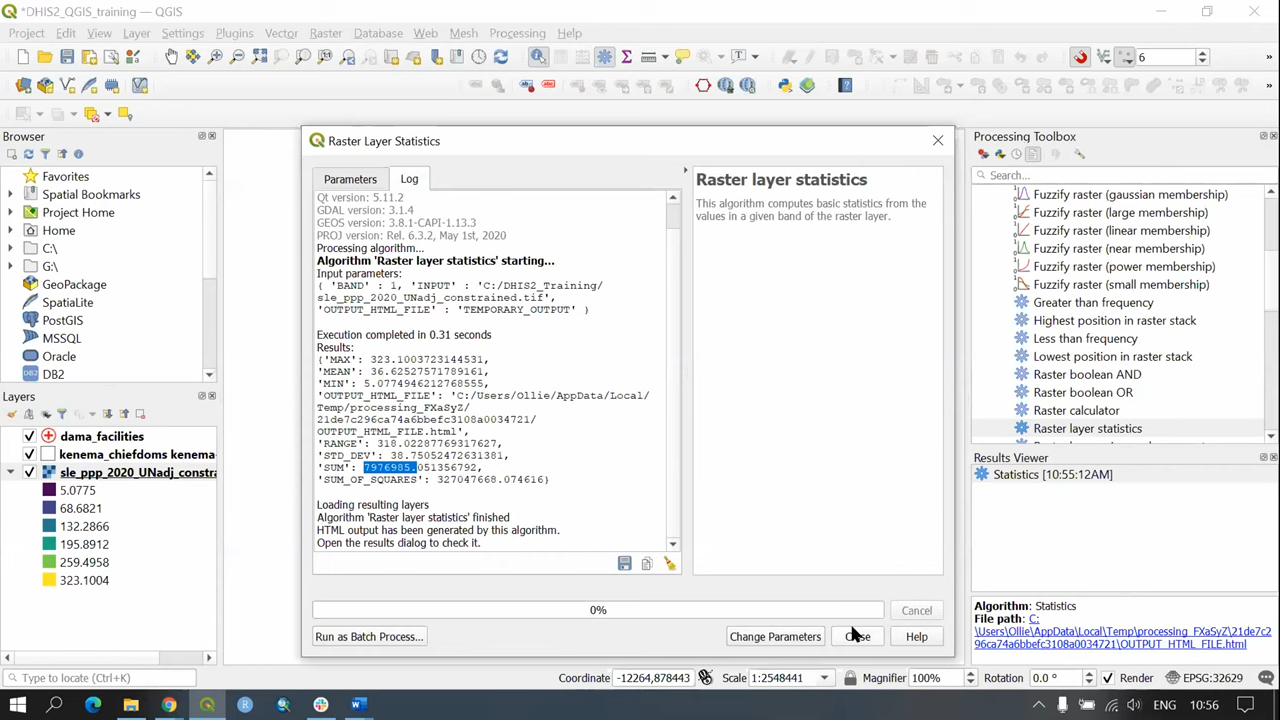 *DHIS2_QGIS_training — QGIS
Project Edit View Layer Settings Plugins Vector Raster Database Web Mesh Processing Help
6
Browser
Favorites
Spatial Bookmarks
Project Home
Home
C:\
G:\
GeoPackage
SpatiaLite
PostGIS
MSSQL
Oracle
DB2
Layers
dama_facilities
kenema_chiefdoms kenema
sle_ppp_2020_UNadj_constra
5.0775
68.6821
132.2866
195.8912
259.4958
323.1004
Raster Layer Statistics
Parameters Log
Qt version: 5.11.2
GDAL version: 3.1.4
GEOS version: 3.8.1-CAPI-1.13.3
PROJ version: Rel. 6.3.2, May 1st, 2020
Processing algorithm…
Algorithm 'Raster layer statistics' starting…
Input parameters:
{ 'BAND' : 1, 'INPUT' : 'C:/DHIS2_Training/
sle_ppp_2020_UNadj_constrained.tif',
'OUTPUT_HTML_FILE' : 'TEMPORARY_OUTPUT' }
Execution completed in 0.31 seconds
Results:
{'MAX': 323.1003723144531,
'MEAN': 36.62527571789161,
'MIN': 5.0774946212768555,
'OUTPUT_HTML_FILE': 'C:/Users/Ollie/AppData/Local/
Temp/processing_FXaSyZ/
21de7c296ca74a6bbefc3108a0034721/
OUTPUT_HTML_FILE.html',
'RANGE': 318.02287769317627,
'STD_DEV': 38.75052472631381,
'SUM': 7976985.051356792,
'SUM_OF_SQUARES': 327047668.074616}
Loading resulting layers
Algorithm 'Raster layer statistics' finished
HTML output has been generated by this algorithm.
Open the results dialog to check it.
Raster layer statistics
This algorithm computes basic statistics from the
values in a given band of the raster layer.
0%
Cancel
Run as Batch Process…
Change Parameters
Close
Help
Processing Toolbox
Search…
Fuzzify raster (gaussian membership)
Fuzzify raster (large membership)
Fuzzify raster (linear membership)
Fuzzify raster (near membership)
Fuzzify raster (power membership)
Fuzzify raster (small membership)
Greater than frequency
Highest position in raster stack
Less than frequency
Lowest position in raster stack
Raster boolean AND
Raster boolean OR
Raster calculator
Raster layer statistics
Results Viewer
Statistics [10:55:12AM]
Algorithm: Statistics
File path: C:
\Users\Ollie\AppData\Local\Temp\processing_FXaSyZ\21de7c2
96ca74a6bbefc3108a0034721\OUTPUT_HTML_FILE.html
Type to locate (Ctrl+K)
Coordinate -12264,878443
Scale 1:2548441
Magnifier 100%
Rotation 0.0 °
Render
EPSG:32629
ENG 10:56